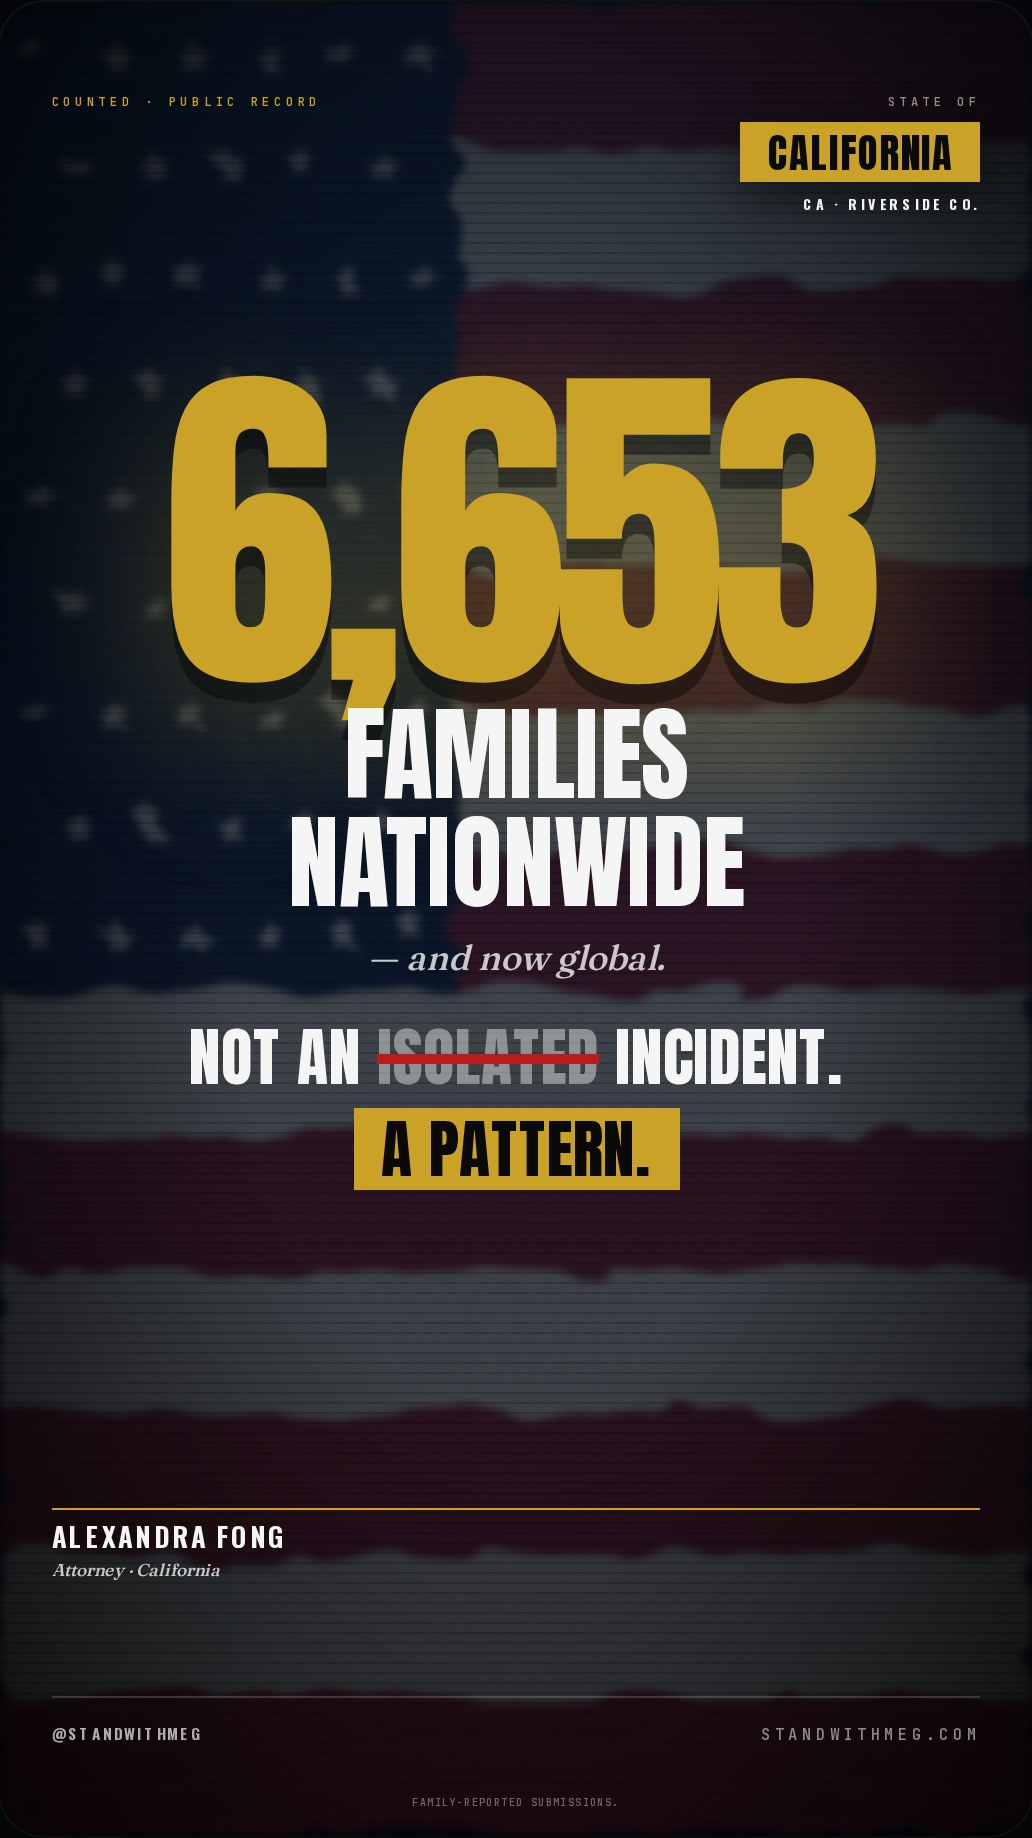 COUNTED · PUBLIC RECORD
STATE OF
CALIFORNIA
CA · RIVERSIDE CO.
6,653
FAMILIES
NATIONWIDE
— and now global.
NOT AN ISOLATED INCIDENT.
A PATTERN.
ALEXANDRA FONG
Attorney · California
@STANDWITHMEG
STANDWITHMEG.COM
FAMILY-REPORTED SUBMISSIONS.